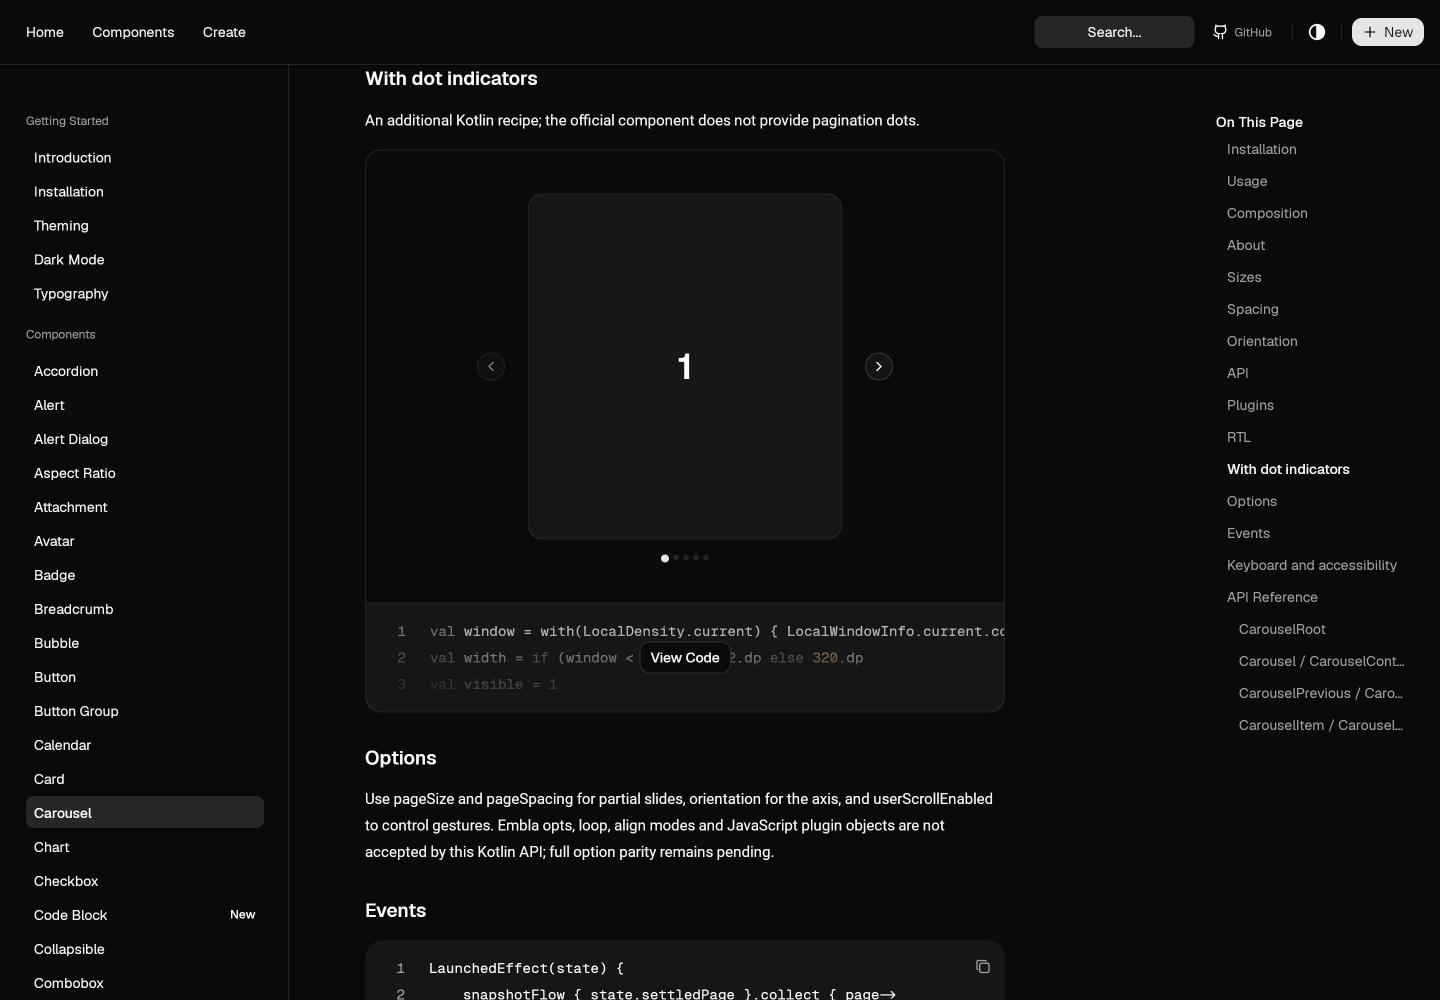 Home
Components
Create
Search...
GitHub
New
Getting Started
Introduction
Installation
Theming
Dark Mode
Typography
Components
Accordion
Alert
Alert Dialog
Aspect Ratio
Attachment
Avatar
Badge
Breadcrumb
Bubble
Button
Button Group
Calendar
Card
Carousel
Chart
Checkbox
Code Block New
Collapsible
Combobox
With dot indicators
An additional Kotlin recipe; the official component does not provide pagination dots.
1
1 val window = with(LocalDensity.current) { LocalWindowInfo.current.co
2 val width = if (window < 2.dp else 320.dp
View Code
3 val visible = 1
Options
Use pageSize and pageSpacing for partial slides, orientation for the axis, and userScrollEnabled
to control gestures. Embla opts, loop, align modes and JavaScript plugin objects are not
accepted by this Kotlin API; full option parity remains pending.
Events
1 LaunchedEffect(state) {
2 snapshotFlow { state.settledPage }.collect { page->
On This Page
Installation
Usage
Composition
About
Sizes
Spacing
Orientation
API
Plugins
RTL
With dot indicators
Options
Events
Keyboard and accessibility
API Reference
CarouselRoot
Carousel / CarouselCont...
CarouselPrevious / Caro...
CarouselItem / Carousel...